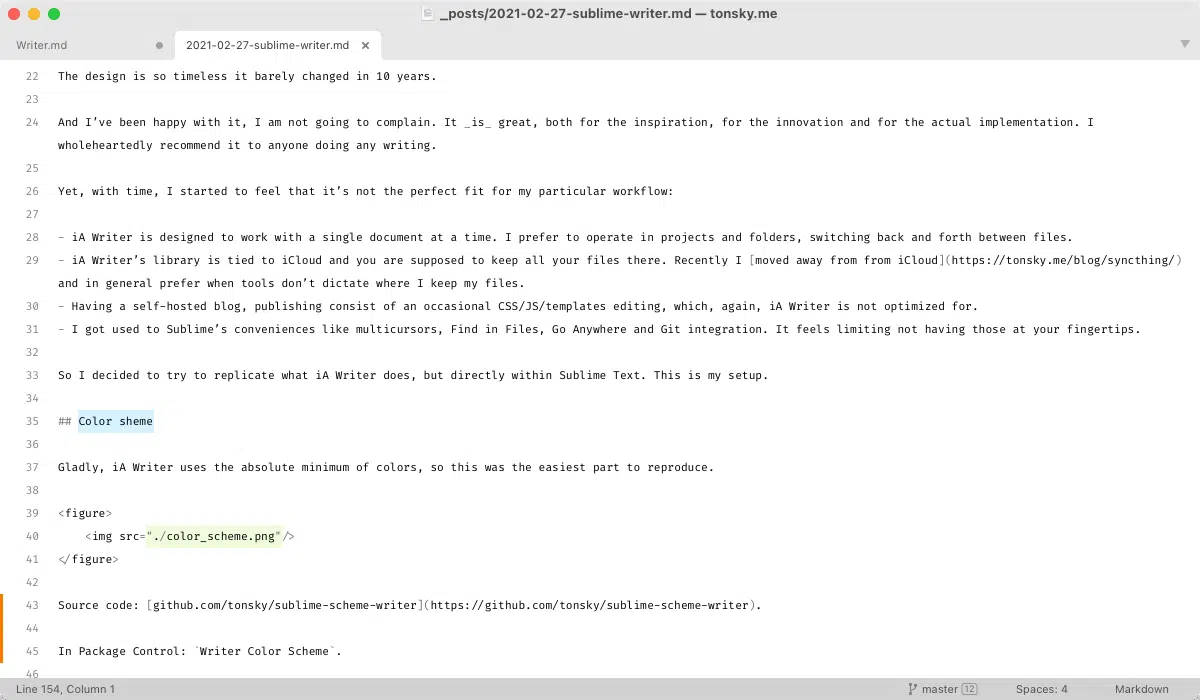 _posts/2021-02-27-sublime-writer.md — tonsky.me
Writer.md
2021-02-27-sublime-writer.md ×
22 The design is so timeless it barely changed in 10 years.
23
24 And I’ve been happy with it, I am not going to complain. It _is_ great, both for the inspiration, for the innovation and for the actual implementation. I
wholeheartedly recommend it to anyone doing any writing.
25
26 Yet, with time, I started to feel that it’s not the perfect fit for my particular workflow:
27
28 - iA Writer is designed to work with a single document at a time. I prefer to operate in projects and folders, switching back and forth between files.
29 - iA Writer’s library is tied to iCloud and you are supposed to keep all your files there. Recently I [moved away from from iCloud](https://tonsky.me/blog/syncthing/)
and in general prefer when tools don’t dictate where I keep my files.
30 - Having a self-hosted blog, publishing consist of an occasional CSS/JS/templates editing, which, again, iA Writer is not optimized for.
31 - I got used to Sublime’s conveniences like multicursors, Find in Files, Go Anywhere and Git integration. It feels limiting not having those at your fingertips.
32
33 So I decided to try to replicate what iA Writer does, but directly within Sublime Text. This is my setup.
34
35 ## Color sheme
36
37 Gladly, iA Writer uses the absolute minimum of colors, so this was the easiest part to reproduce.
38
39 <figure>
40 <img src="./color_scheme.png"/>
41 </figure>
42
43 Source code: [github.com/tonsky/sublime-scheme-writer](https://github.com/tonsky/sublime-scheme-writer).
44
45 In Package Control: `Writer Color Scheme`.
46
Line 154, Column 1 master 12 Spaces: 4 Markdown